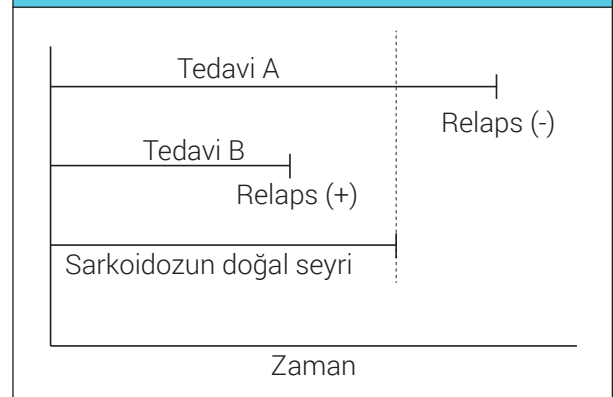 Tedavi A
Relaps (-)
Tedavi B
Relaps (+)
Sarkoidozun doğal seyri
Zaman